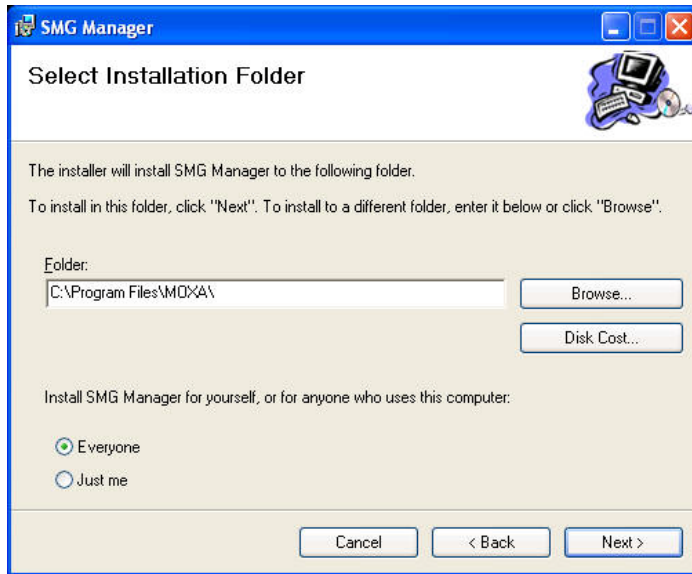 SMG Manager
Select Installation Folder
The installer will install SMG Manager to the following folder.
To install in this folder, click "Next". To install to a different folder, enter it below or click "Browse".
Folder:
C:\Program Files\MOXA\
Browse...
Disk Cost...
Install SMG Manager for yourself, or for anyone who uses this computer:
Everyone
Just me
Cancel
< Back
Next >